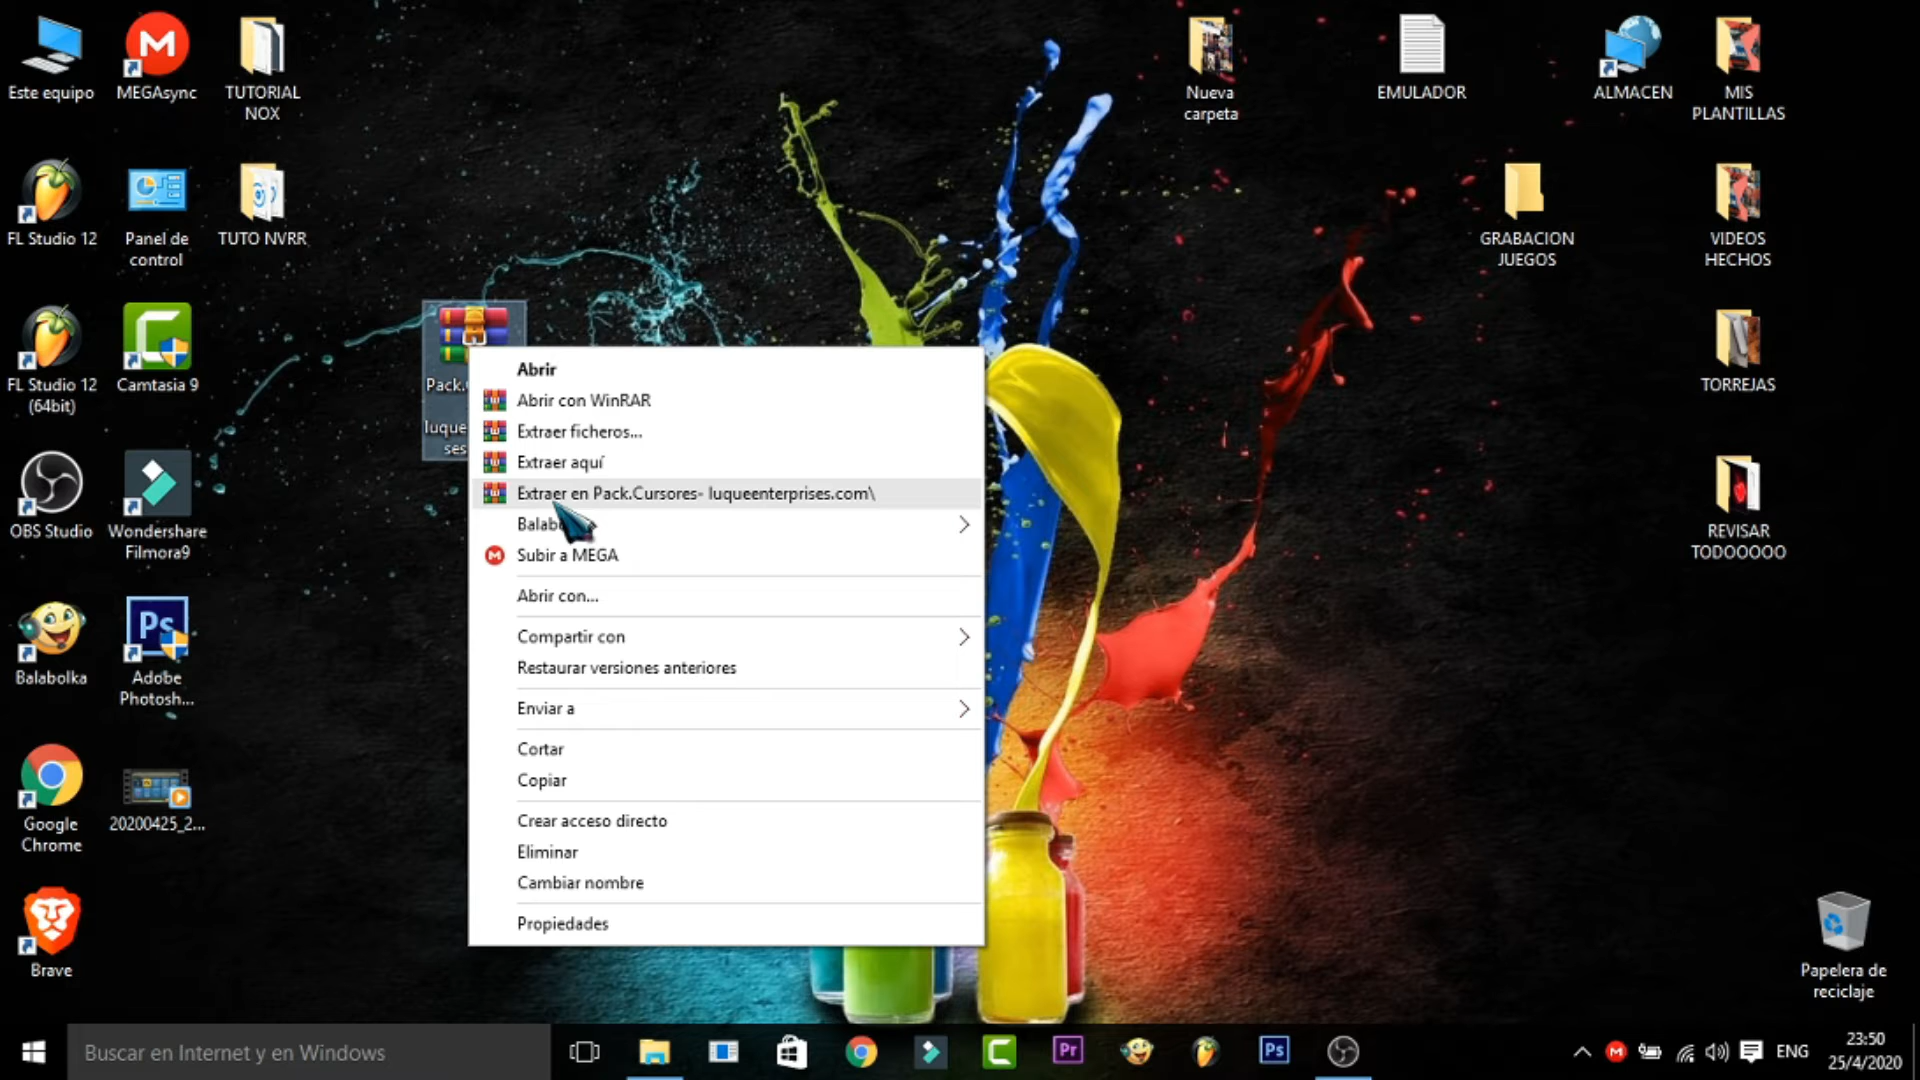 Este equipo
MEGAsync
TUTORIAL
NOX
Nueva
carpeta
EMULADOR
ALMACEN
MIS
PLANTILLAS
FL Studio 12
Panel de
control
TUTO NVRR
GRABACION
JUEGOS
VIDEOS
HECHOS
FL Studio 12
(64bit)
Camtasia 9
TORREJAS
OBS Studio
Wondershare
Filmora9
REVISAR
TODOOOOO
Balabolka
Adobe
Photosh...
Google
Chrome
20200425_2...
Brave
Papelera de
reciclaje
Abrir
Abrir con WinRAR
Extraer ficheros...
Extraer aquí
Extraer en Pack.Cursores- luqueenterprises.com\
Subir a MEGA
Abrir con...
Compartir con
Restaurar versiones anteriores
Enviar a
Cortar
Copiar
Crear acceso directo
Eliminar
Cambiar nombre
Propiedades
Buscar en Internet y en Windows
Pr
Ps
ENG
23:50
25/4/2020